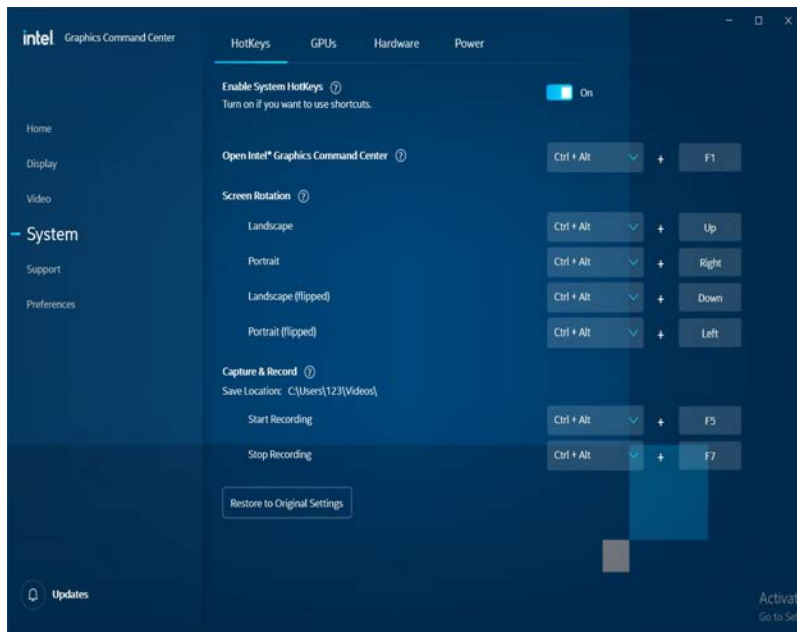 intel Graphics Command Center
HotKeys GPUs Hardware Power
Home
Display
Video
System
Support
Preferences
Updates
Enable System HotKeys ?
Turn on if you want to use shortcuts.
On
Open Intel® Graphics Command Center ?
Ctrl + Alt + F1
Screen Rotation ?
Landscape Ctrl + Alt + Up
Portrait Ctrl + Alt + Right
Landscape (flipped) Ctrl + Alt + Down
Portrait (flipped) Ctrl + Alt + Left
Capture & Record ?
Save Location: C:\Users\123\Videos\
Start Recording Ctrl + Alt + F5
Stop Recording Ctrl + Alt + F7
Restore to Original Settings
Activat
Go to Set